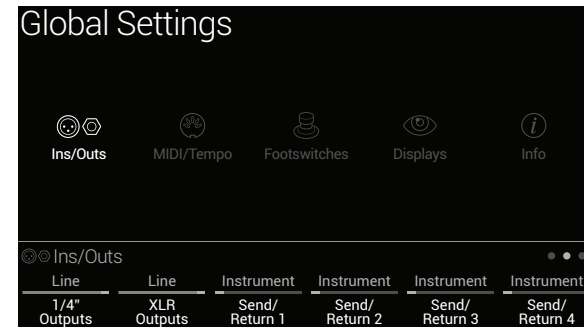 Global Settings
Ins/Outs MIDI/Tempo Footswitches Displays Info
Ins/Outs
Line Line Instrument Instrument Instrument Instrument
1/4" XLR Send/ Send/ Send/ Send/
Outputs Outputs Return 1 Return 2 Return 3 Return 4